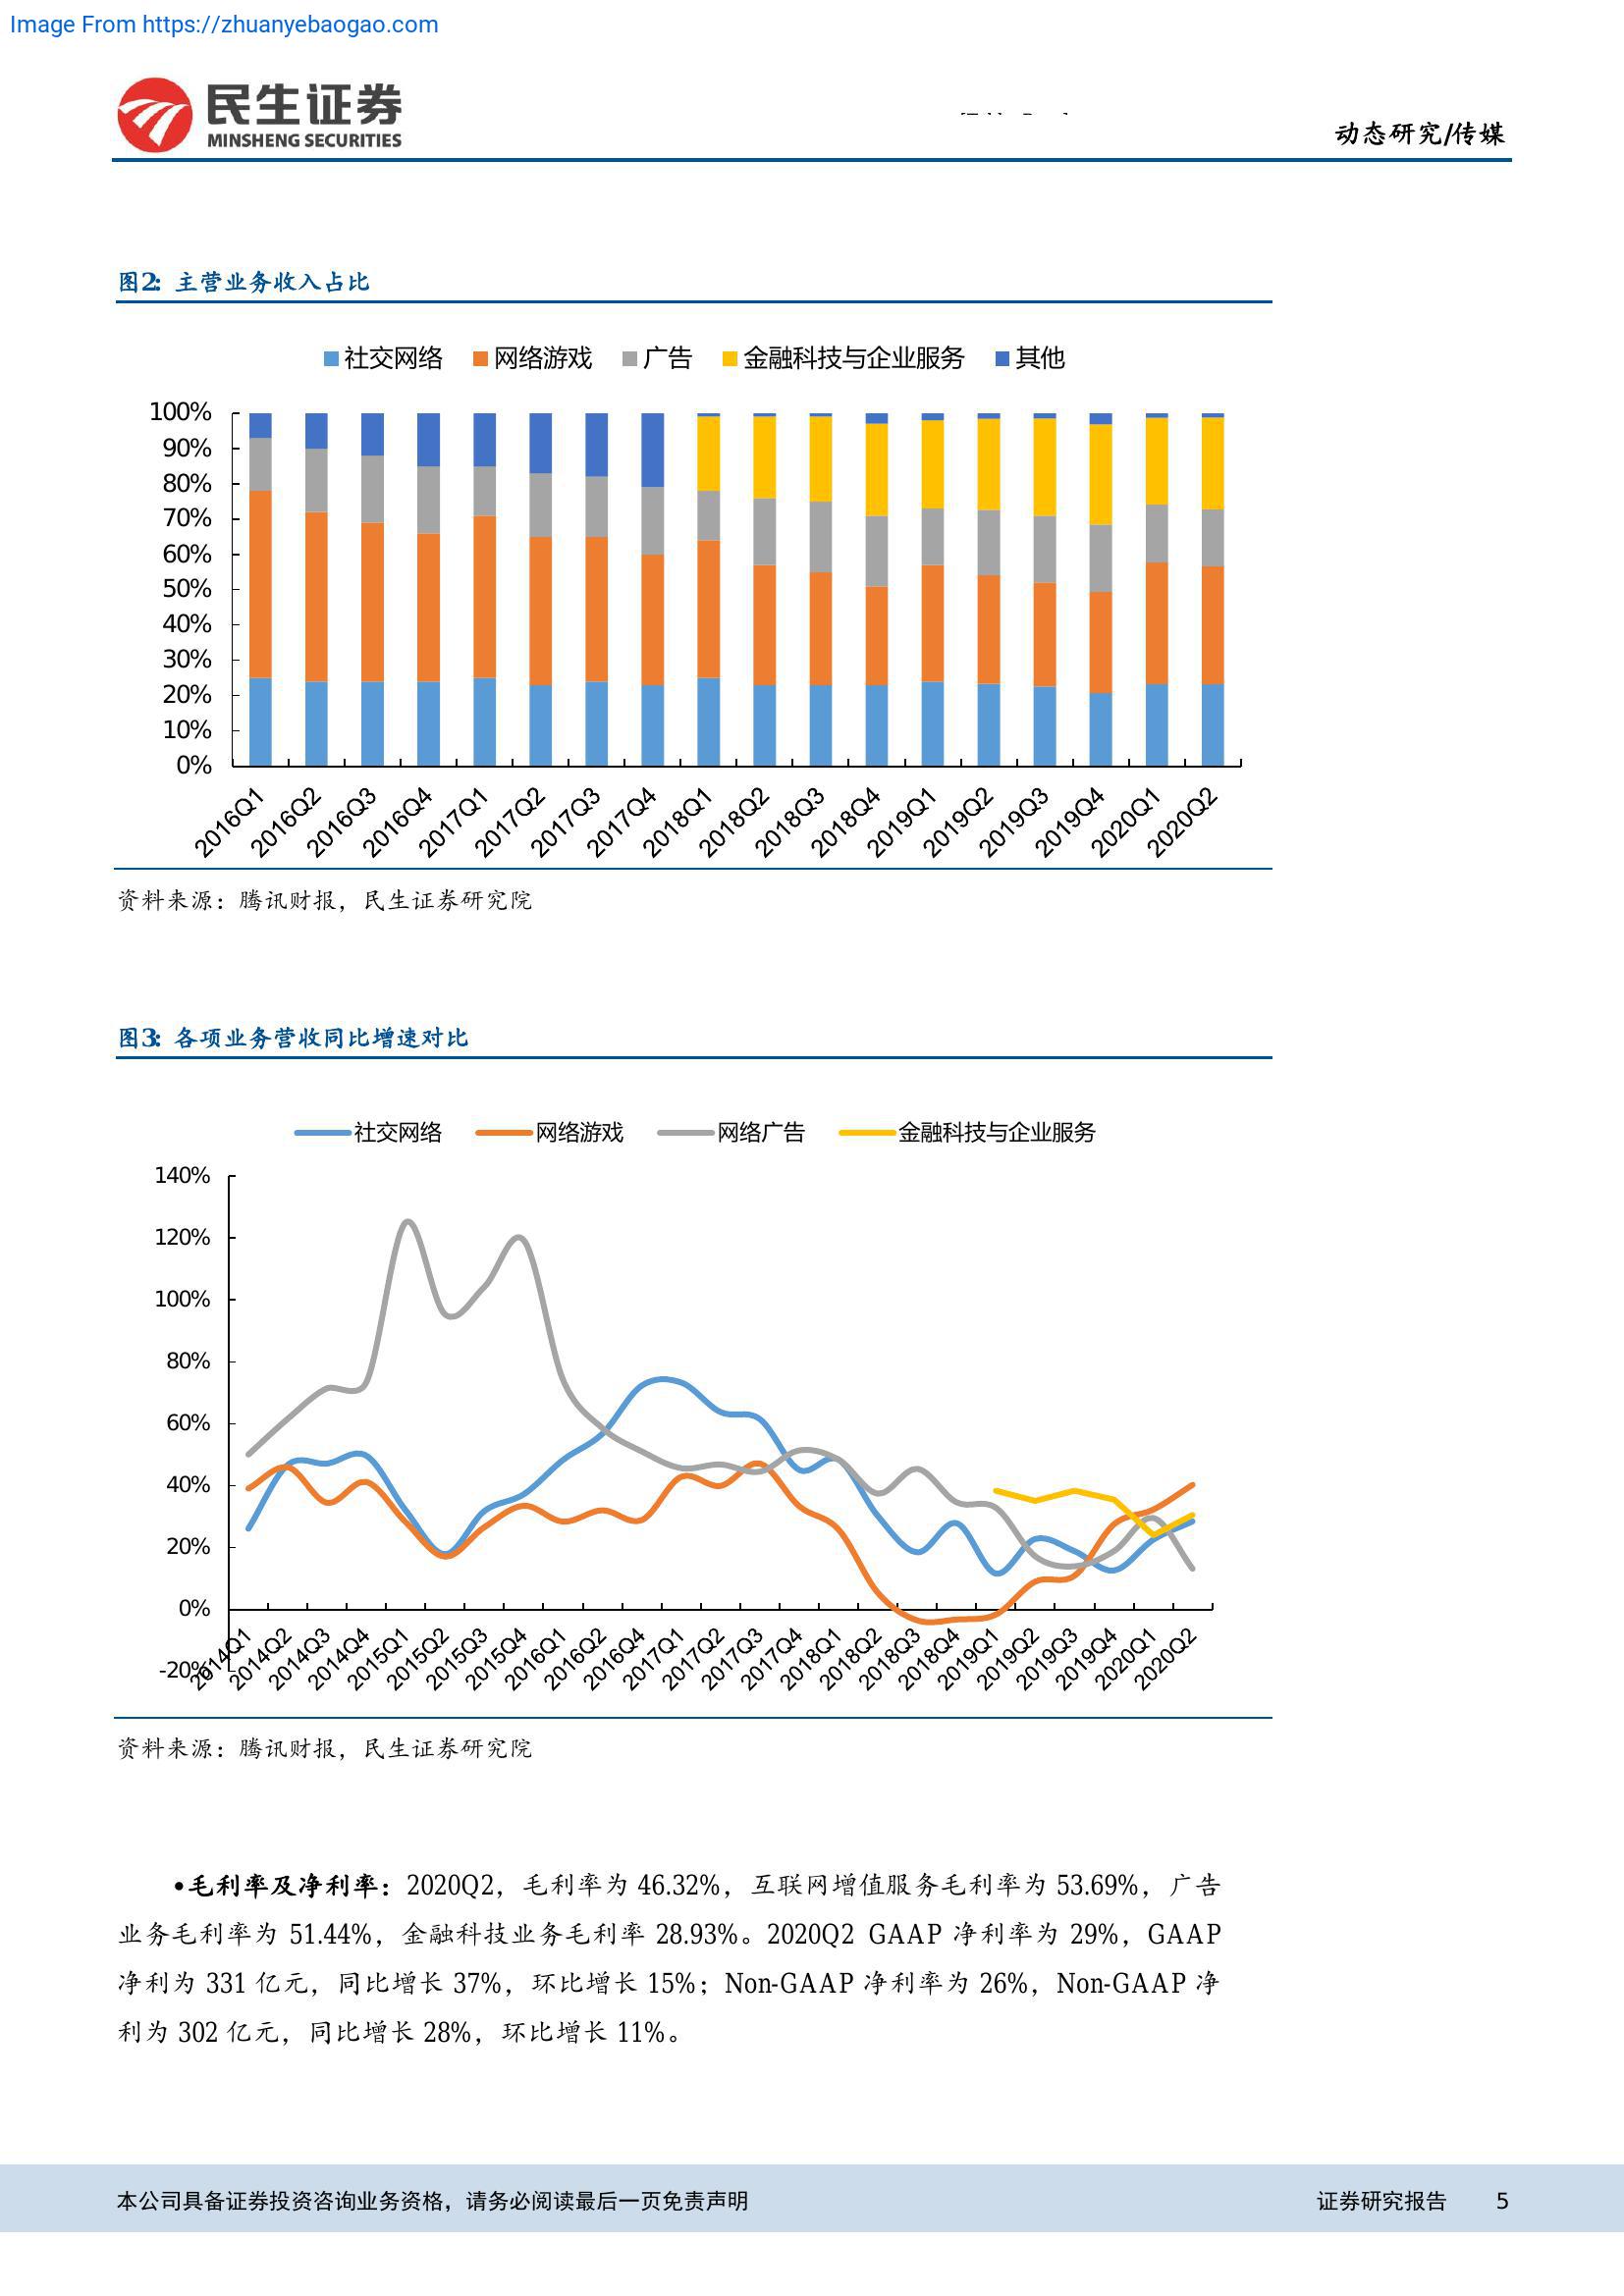 Image From https://zhuanyebaogao.com
民生证券
MINSHENG SECURITIES
动态研究/传媒
图2: 主营业务收入占比
社交网络 网络游戏 广告 金融科技与企业服务 其他
100%
90%
80%
70%
60%
50%
40%
30%
20%
10%
0%
2016Q1 2016Q2 2016Q3 2016Q4 2017Q1 2017Q2 2017Q3 2017Q4 2018Q1 2018Q2 2018Q3 2018Q4 2019Q1 2019Q2 2019Q3 2019Q4 2020Q1 2020Q2
资料来源：腾讯财报，民生证券研究院
图3: 各项业务营收同比增速对比
社交网络 网络游戏 网络广告 金融科技与企业服务
140%
120%
100%
80%
60%
40%
20%
0%
-20%
2014Q1 2014Q2 2014Q3 2014Q4 2015Q1 2015Q2 2015Q3 2015Q4 2016Q1 2016Q2 2016Q4 2017Q1 2017Q2 2017Q3 2017Q4 2018Q1 2018Q2 2018Q3 2018Q4 2019Q1 2019Q2 2019Q3 2019Q4 2020Q1 2020Q2
资料来源：腾讯财报，民生证券研究院
•毛利率及净利率：2020Q2，毛利率为 46.32%，互联网增值服务毛利率为 53.69%，广告
业务毛利率为 51.44%，金融科技业务毛利率 28.93%。2020Q2 GAAP 净利率为 29%，GAAP
净利为 331 亿元，同比增长 37%，环比增长 15%；Non-GAAP 净利率为 26%，Non-GAAP 净
利为 302 亿元，同比增长 28%，环比增长 11%。
本公司具备证券投资咨询业务资格，请务必阅读最后一页免责声明
证券研究报告 5